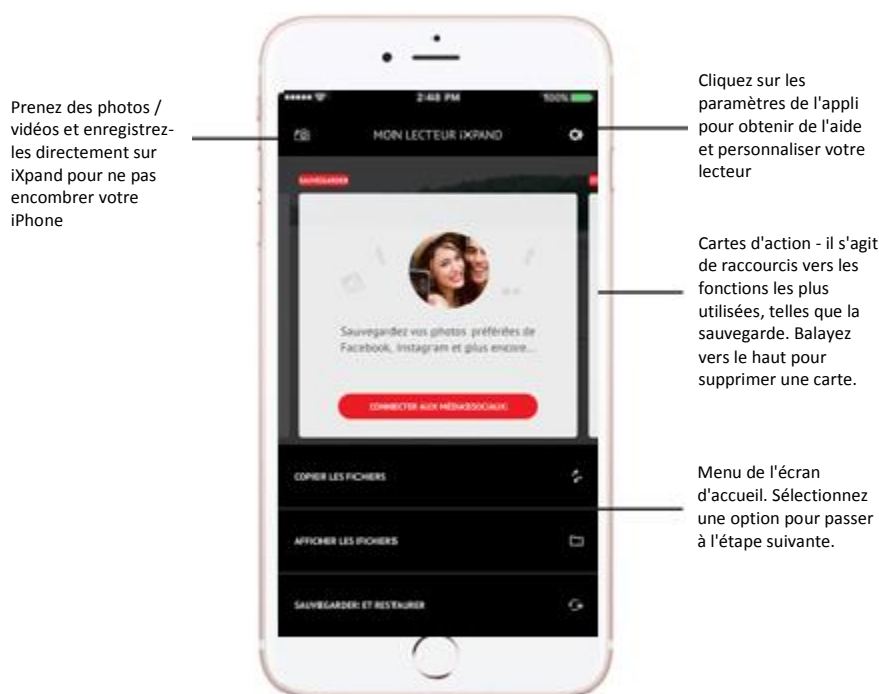 Prenez des photos /
vidéos et enregistrez-
les directement sur
iXpand pour ne pas
encombrer votre
iPhone
2:48 PM
100%
MON LECTEUR iXPAND
SAUVEGARDER
Sauvegardez vos photos préférées de
Facebook, Instagram et plus encore...
CONNECTER AUX MÉDIAS SOCIAUX
COPIER LES FICHIERS
AFFICHER LES FICHIERS
SAUVEGARDER ET RESTAURER
Cliquez sur les
paramètres de l'appli
pour obtenir de l'aide
et personnaliser votre
lecteur
Cartes d'action - il s'agit
de raccourcis vers les
fonctions les plus
utilisées, telles que la
sauvegarde. Balayez
vers le haut pour
supprimer une carte.
Menu de l'écran
d'accueil. Sélectionnez
une option pour passer
à l'étape suivante.